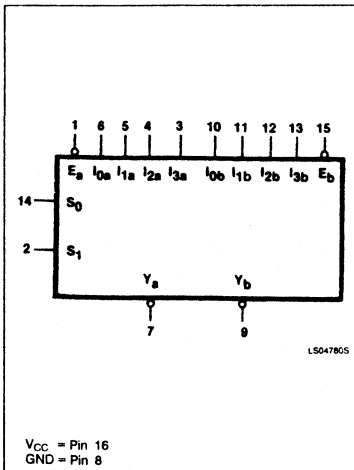 1 6 5 4 3 10 11 12 13 15
Ea I0a I1a I2a I3a I0b I1b I2b I3b Eb
14 S0
2 S1
Ya Yb
7 9
LS04780S
VCC = Pin 16
GND = Pin 8